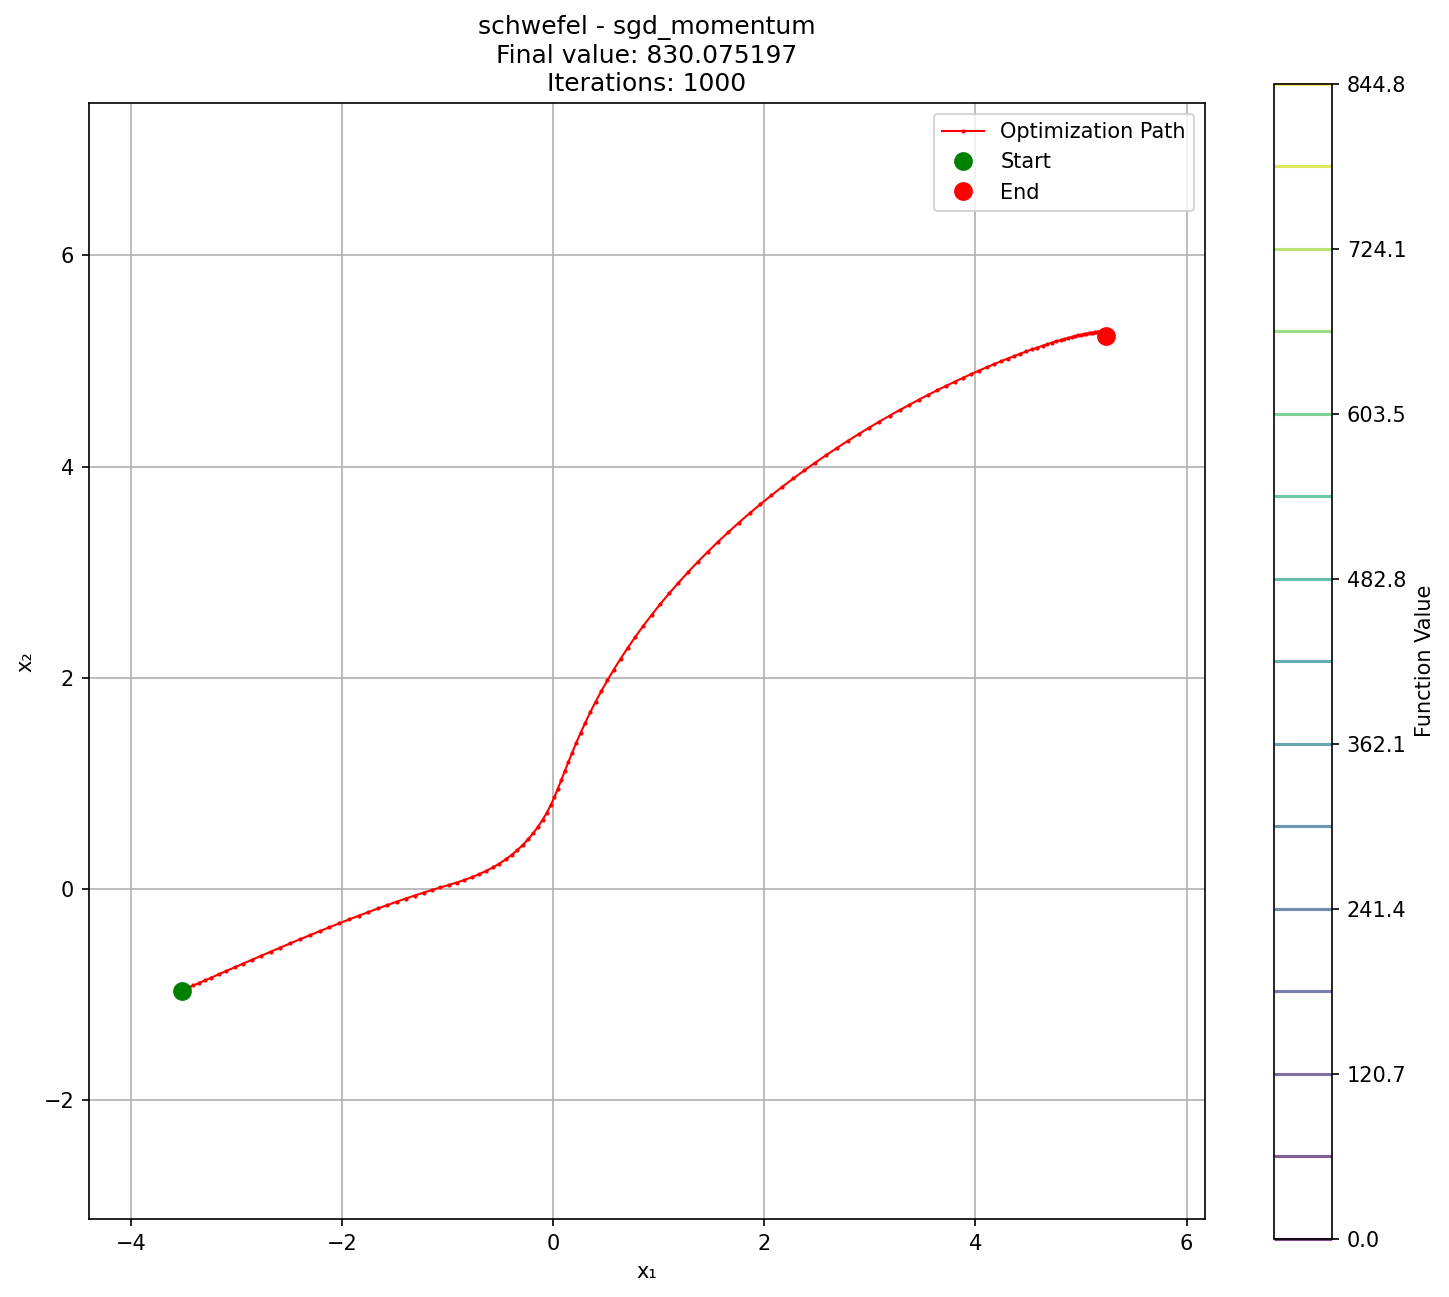 schwefel - sgd_momentum
Final value: 830.075197
Iterations: 1000
Optimization Path
Start
End
6
4
2
0
−2
−4
−2
0
2
4
6
x₁
x₂
844.8
724.1
603.5
482.8
362.1
241.4
120.7
0.0
Function Value